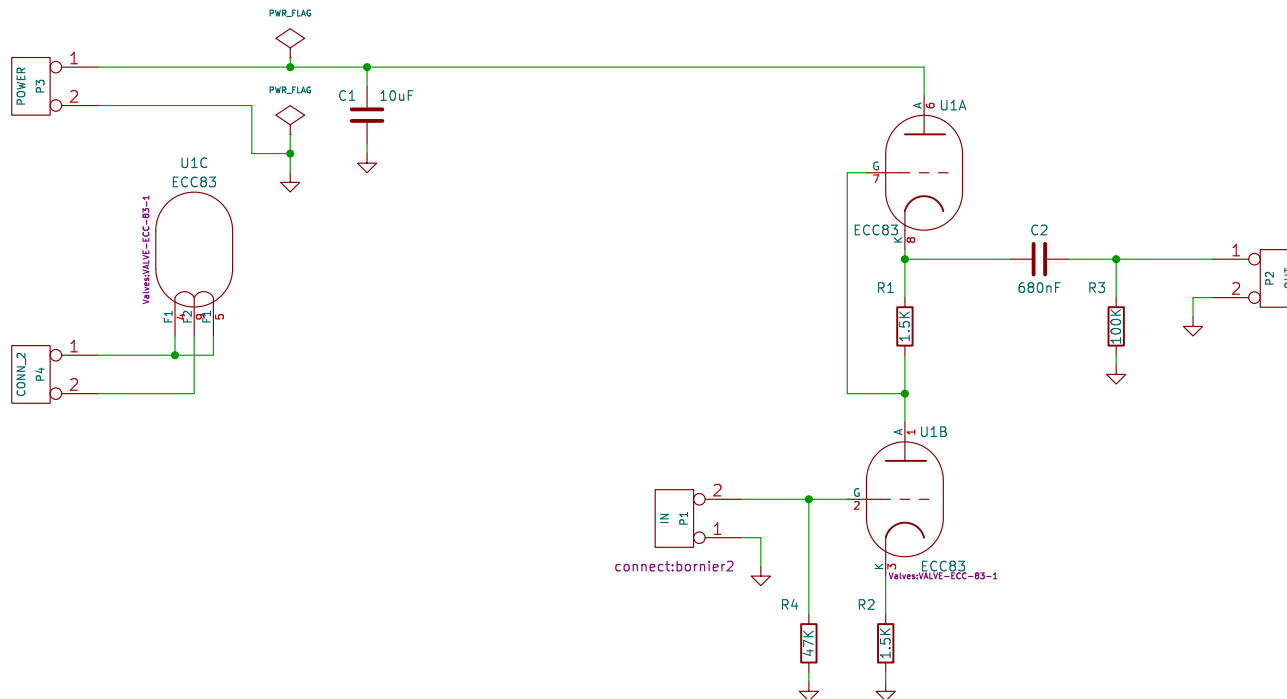 PWR_FLAG
POWER
P3
1
2
PWR_FLAG
C1
10uF
U1C
ECC83
Valves:VALVE-ECC-83-1
F1
4
F2
9
F1
5
CONN_2
P4
1
2
A
6
U1A
G
7
ECC83
K
8
C2
680nF
R1
1.5K
R3
100K
1
2
P2
OUT
A
1
U1B
G
2
IN
P1
2
1
connect:bornier2
K
3
ECC83
Valves:VALVE-ECC-83-1
R4
47K
R2
1.5K